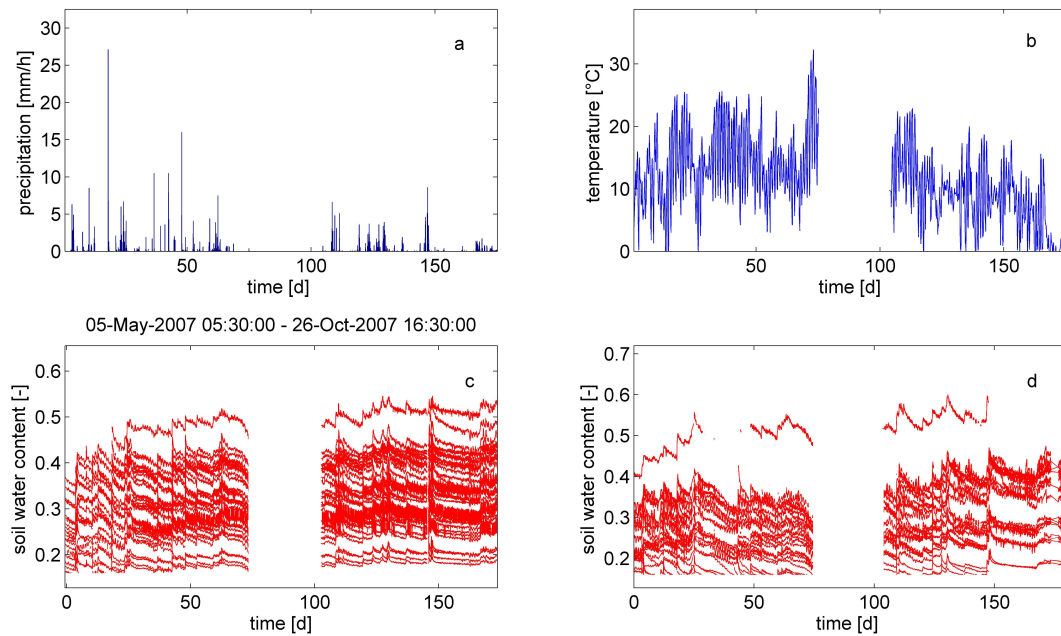 a
precipitation [mm/h]
30
25
20
15
10
5
0
50
100
150
time [d]
b
temperature [°C]
30
20
10
0
50
100
150
time [d]
05-May-2007 05:30:00 - 26-Oct-2007 16:30:00
c
soil water content [-]
0.6
0.5
0.4
0.3
0.2
0
50
100
150
time [d]
d
soil water content [-]
0.7
0.6
0.5
0.4
0.3
0.2
0
50
100
150
time [d]